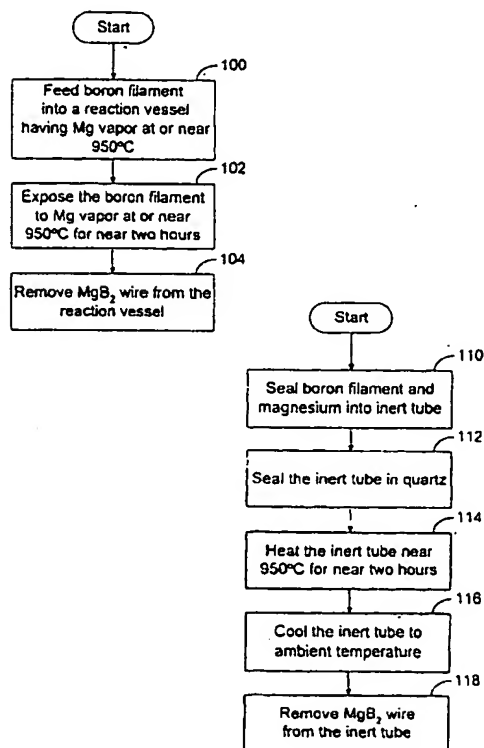 Start
100
Feed boron filament
into a reaction vessel
having Mg vapor at or near
950ºC
102
Expose the boron filament
to Mg vapor at or near
950ºC for near two hours
104
Remove MgB₂ wire from the
reaction vessel
Start
110
Seal boron filament and
magnesium into inert tube
112
Seal the inert tube in quartz
114
Heat the inert tube near
950ºC for near two hours
116
Cool the inert tube to
ambient temperature
118
Remove MgB₂ wire
from the inert tube